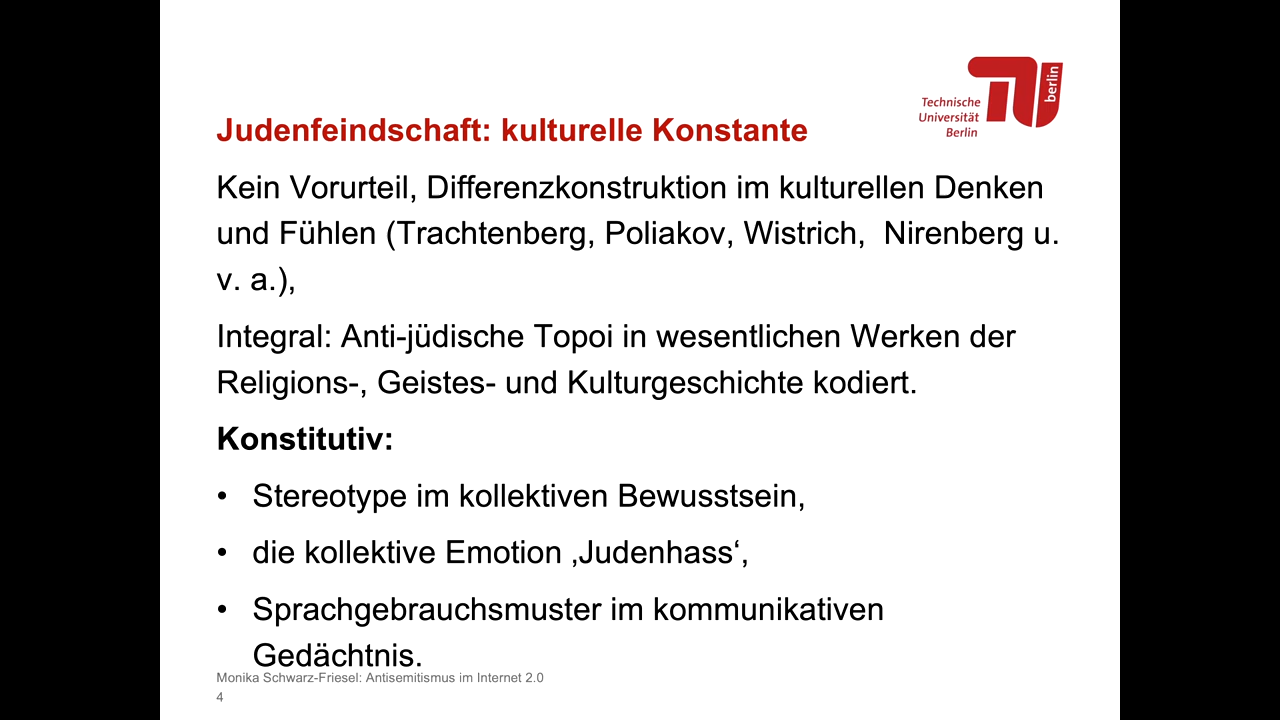 Technische
Universität
Berlin
berlin
Judenfeindschaft: kulturelle Konstante
Kein Vorurteil, Differenzkonstruktion im kulturellen Denken
und Fühlen (Trachtenberg, Poliakov, Wistrich,  Nirenberg u.
v. a.),
Integral: Anti-jüdische Topoi in wesentlichen Werken der
Religions-, Geistes- und Kulturgeschichte kodiert.
Konstitutiv:
• Stereotype im kollektiven Bewusstsein,
• die kollektive Emotion ‚Judenhass‘,
• Sprachgebrauchsmuster im kommunikativen
Gedächtnis.
Monika Schwarz-Friesel: Antisemitismus im Internet 2.0
4